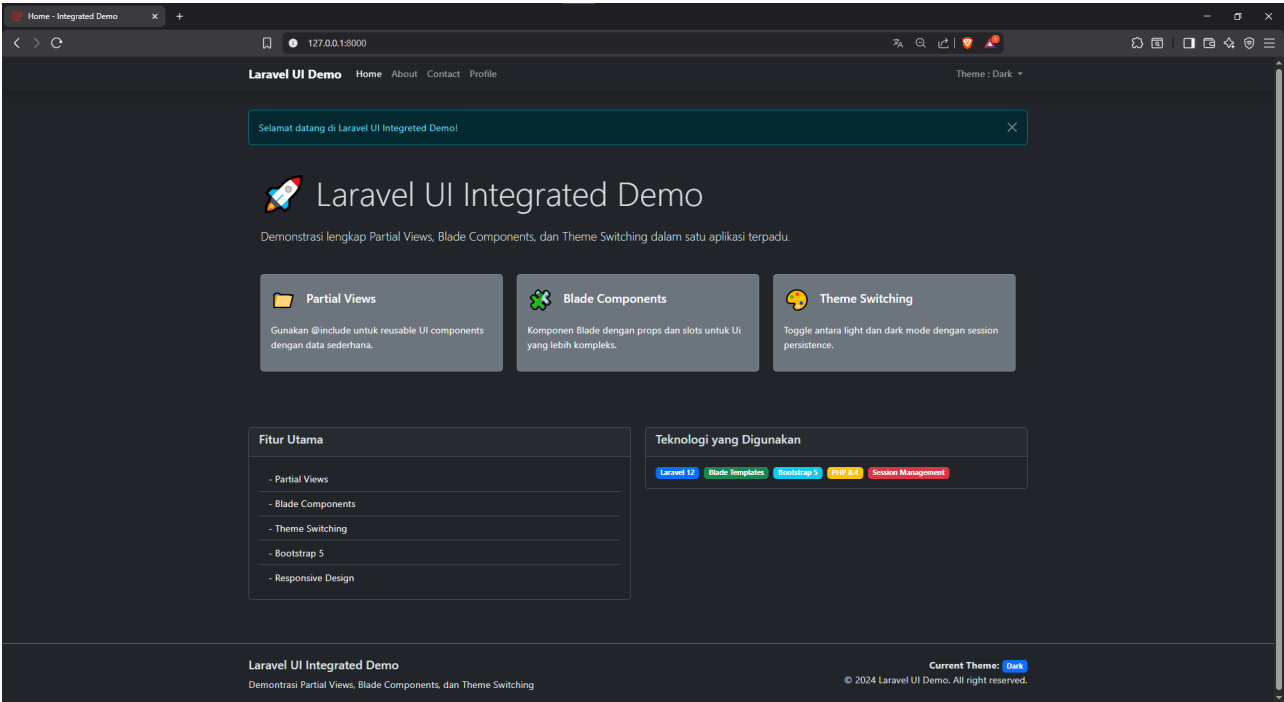 Home - Integrated Demo
127.0.0.1:8000
Laravel UI Demo Home About Contact Profile Theme : Dark
Selamat datang di Laravel UI Integreted Demo!
Laravel UI Integrated Demo
Demonstrasi lengkap Partial Views, Blade Components, dan Theme Switching dalam satu aplikasi terpadu.
Partial Views
Gunakan @include untuk reusable UI components
dengan data sederhana.
Blade Components
Komponen Blade dengan props dan slots untuk Ui
yang lebih kompleks.
Theme Switching
Toggle antara light dan dark mode dengan session
persistence.
Fitur Utama
- Partial Views
- Blade Components
- Theme Switching
- Bootstrap 5
- Responsive Design
Teknologi yang Digunakan
Laravel 12 Blade Templates Bootstrap 5 PHP 8.4 Session Management
Laravel UI Integrated Demo
Demontrasi Partial Views, Blade Components, dan Theme Switching
Current Theme: Dark
© 2024 Laravel UI Demo. All right reserved.